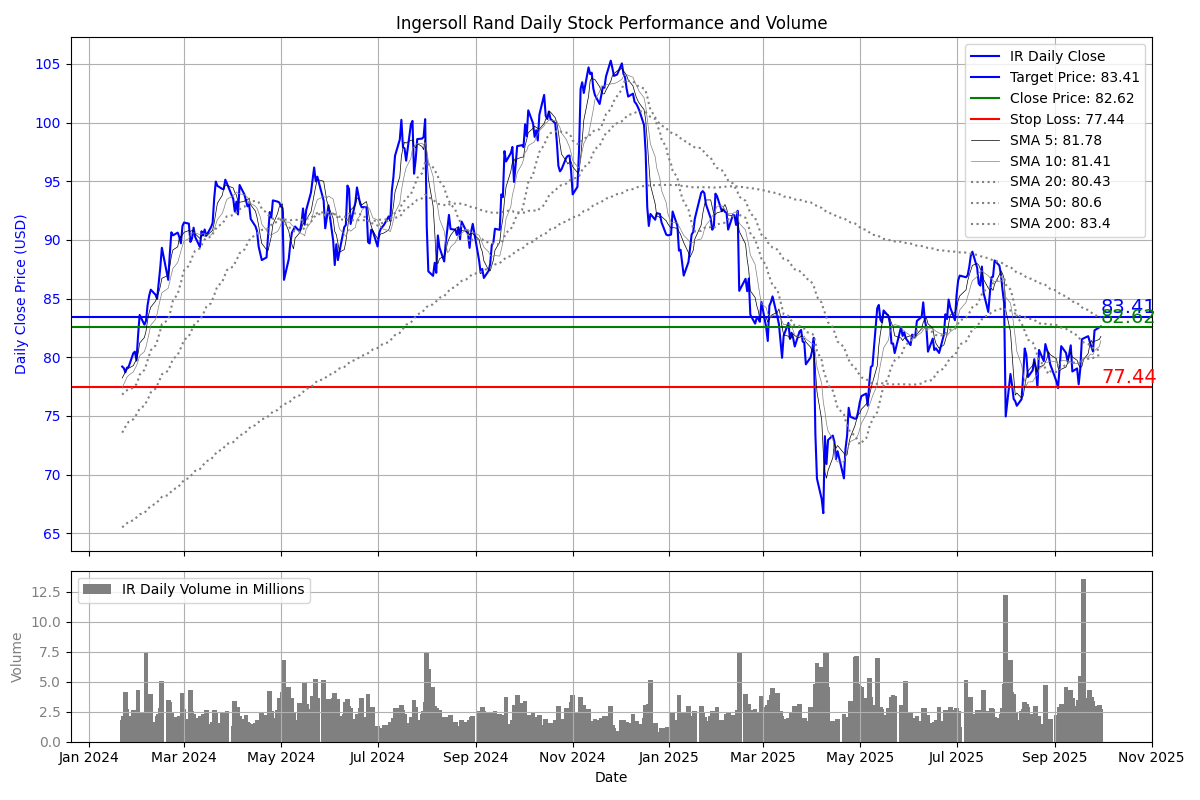 Ingersoll Rand Daily Stock Performance and Volume
Daily Close Price (USD)
105
100
95
90
85
80
75
70
65
IR Daily Close
Target Price: 83.41
Close Price: 82.62
Stop Loss: 77.44
SMA 5: 81.78
SMA 10: 81.41
SMA 20: 80.43
SMA 50: 80.6
SMA 200: 83.4
83.41
82.62
77.44
Volume
12.5
10.0
7.5
5.0
2.5
0.0
IR Daily Volume in Millions
Jan 2024
Mar 2024
May 2024
Jul 2024
Sep 2024
Nov 2024
Jan 2025
Mar 2025
May 2025
Jul 2025
Sep 2025
Nov 2025
Date